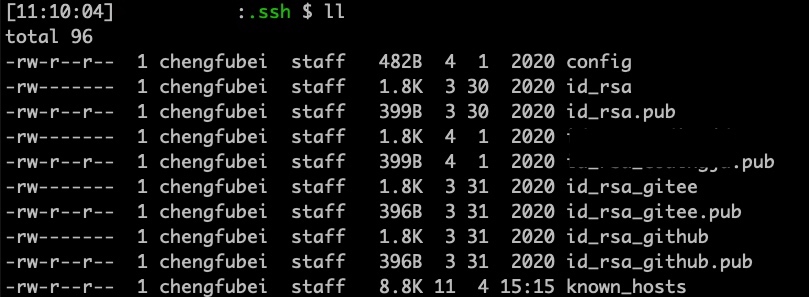 [11:10:04] :.ssh $ ll
total 96
-rw-r--r-- 1 chengfubei staff 482B 4 1 2020 config
-rw------- 1 chengfubei staff 1.8K 3 30 2020 id_rsa
-rw-r--r-- 1 chengfubei staff 399B 3 30 2020 id_rsa.pub
-rw------- 1 chengfubei staff 1.8K 4 1 2020
-rw-r--r-- 1 chengfubei staff 399B 4 1 2020
-rw------- 1 chengfubei staff 1.8K 3 31 2020 id_rsa_gitee
-rw-r--r-- 1 chengfubei staff 396B 3 31 2020 id_rsa_gitee.pub
-rw------- 1 chengfubei staff 1.8K 3 31 2020 id_rsa_github
-rw-r--r-- 1 chengfubei staff 396B 3 31 2020 id_rsa_github.pub
-rw-r--r-- 1 chengfubei staff 8.8K 11 4 15:15 known_hosts